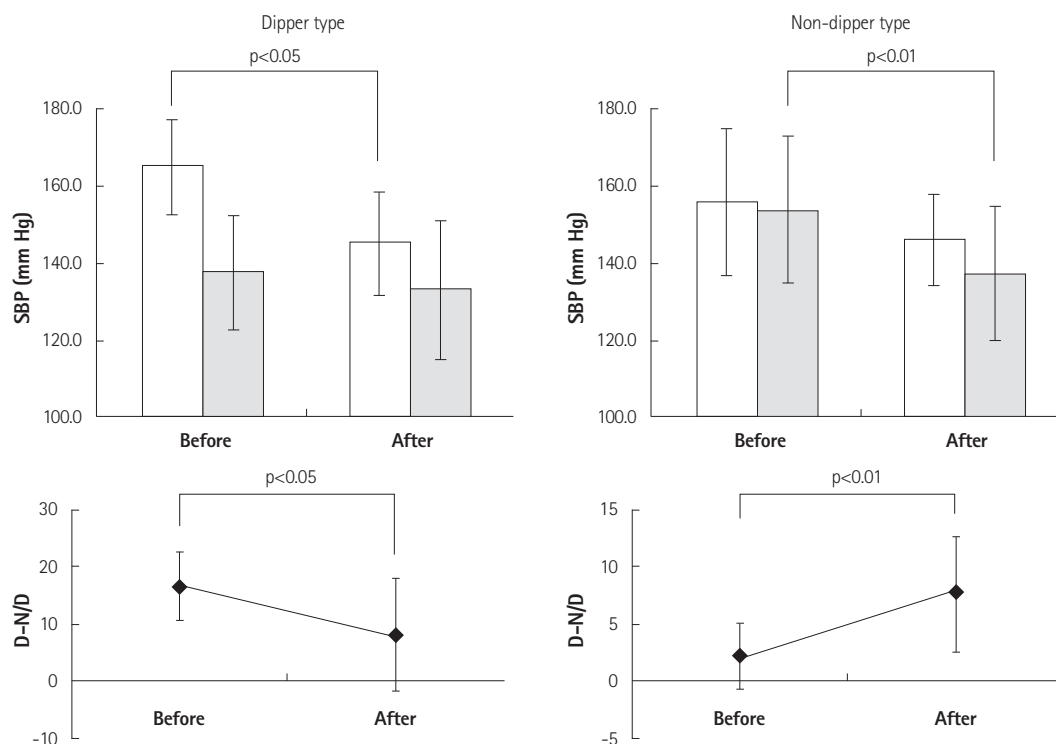 Dipper type
p<0.05
180.0
160.0
140.0
120.0
100.0
SBP (mm Hg)
Before
After
Non-dipper type
p<0.01
180.0
160.0
140.0
120.0
100.0
SBP (mm Hg)
Before
After
p<0.05
30
20
10
0
-10
D-N/D
Before
After
p<0.01
15
10
5
0
-5
D-N/D
Before
After